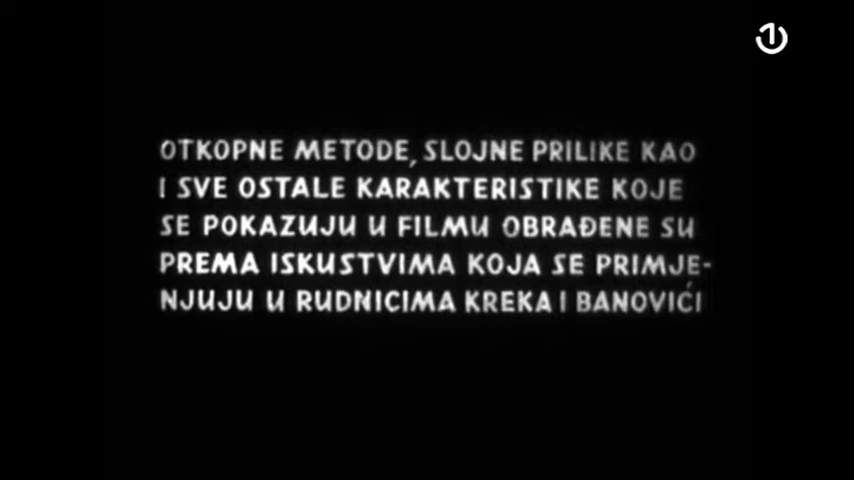 OTKOPNE METODE, SLOJNE PRILIKE KAO
I SVE OSTALE KARAKTERISTIKE KOJE
SE POKAZUJU U FILMU OBRAĐENE SU
PREMA ISKUSTVIMA KOJA SE PRIMJE-
NJUJU U RUDNICIMA KREKA I BANOVIĆI